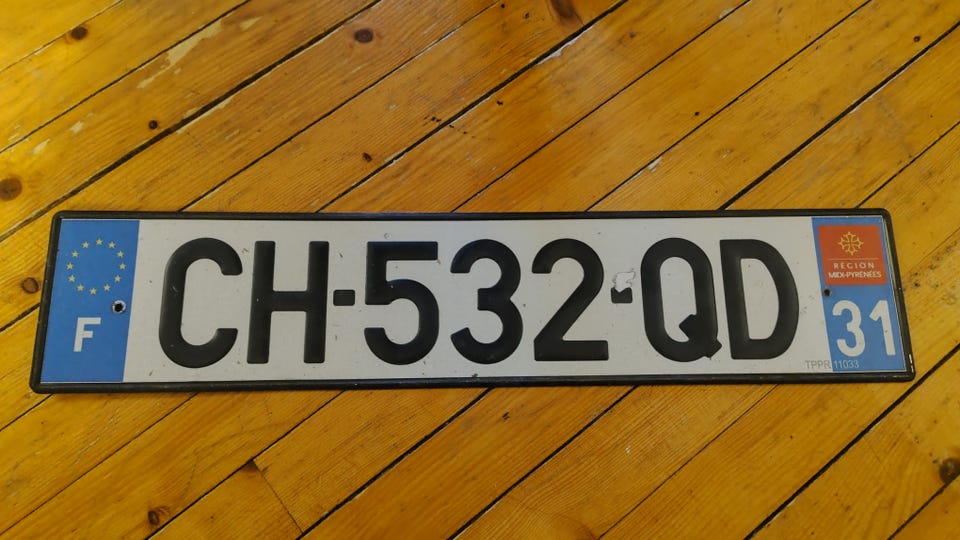 F
CH-532-QD
RÉGION
MIDI-PYRÉNÉES
31
TPPR 11033